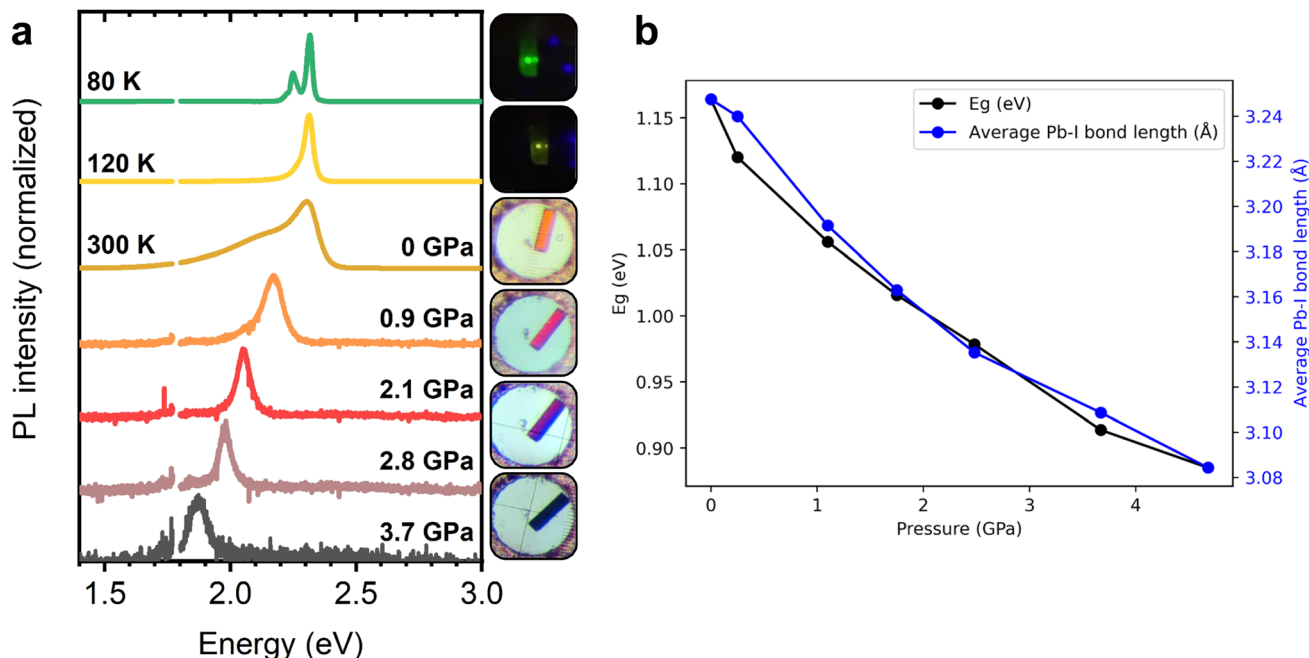 a
PL intensity (normalized)
80 K
120 K
300 K
0 GPa
0.9 GPa
2.1 GPa
2.8 GPa
3.7 GPa
1.5 2.0 2.5 3.0
Energy (eV)
b
Eg (eV)
Average Pb-I bond length (Å)
Eg (eV)
1.15
1.10
1.05
1.00
0.95
0.90
0 1 2 3 4
Pressure (GPa)
3.24
3.22
3.20
3.18
3.16
3.14
3.12
3.10
3.08
Average Pb-I bond length (Å)